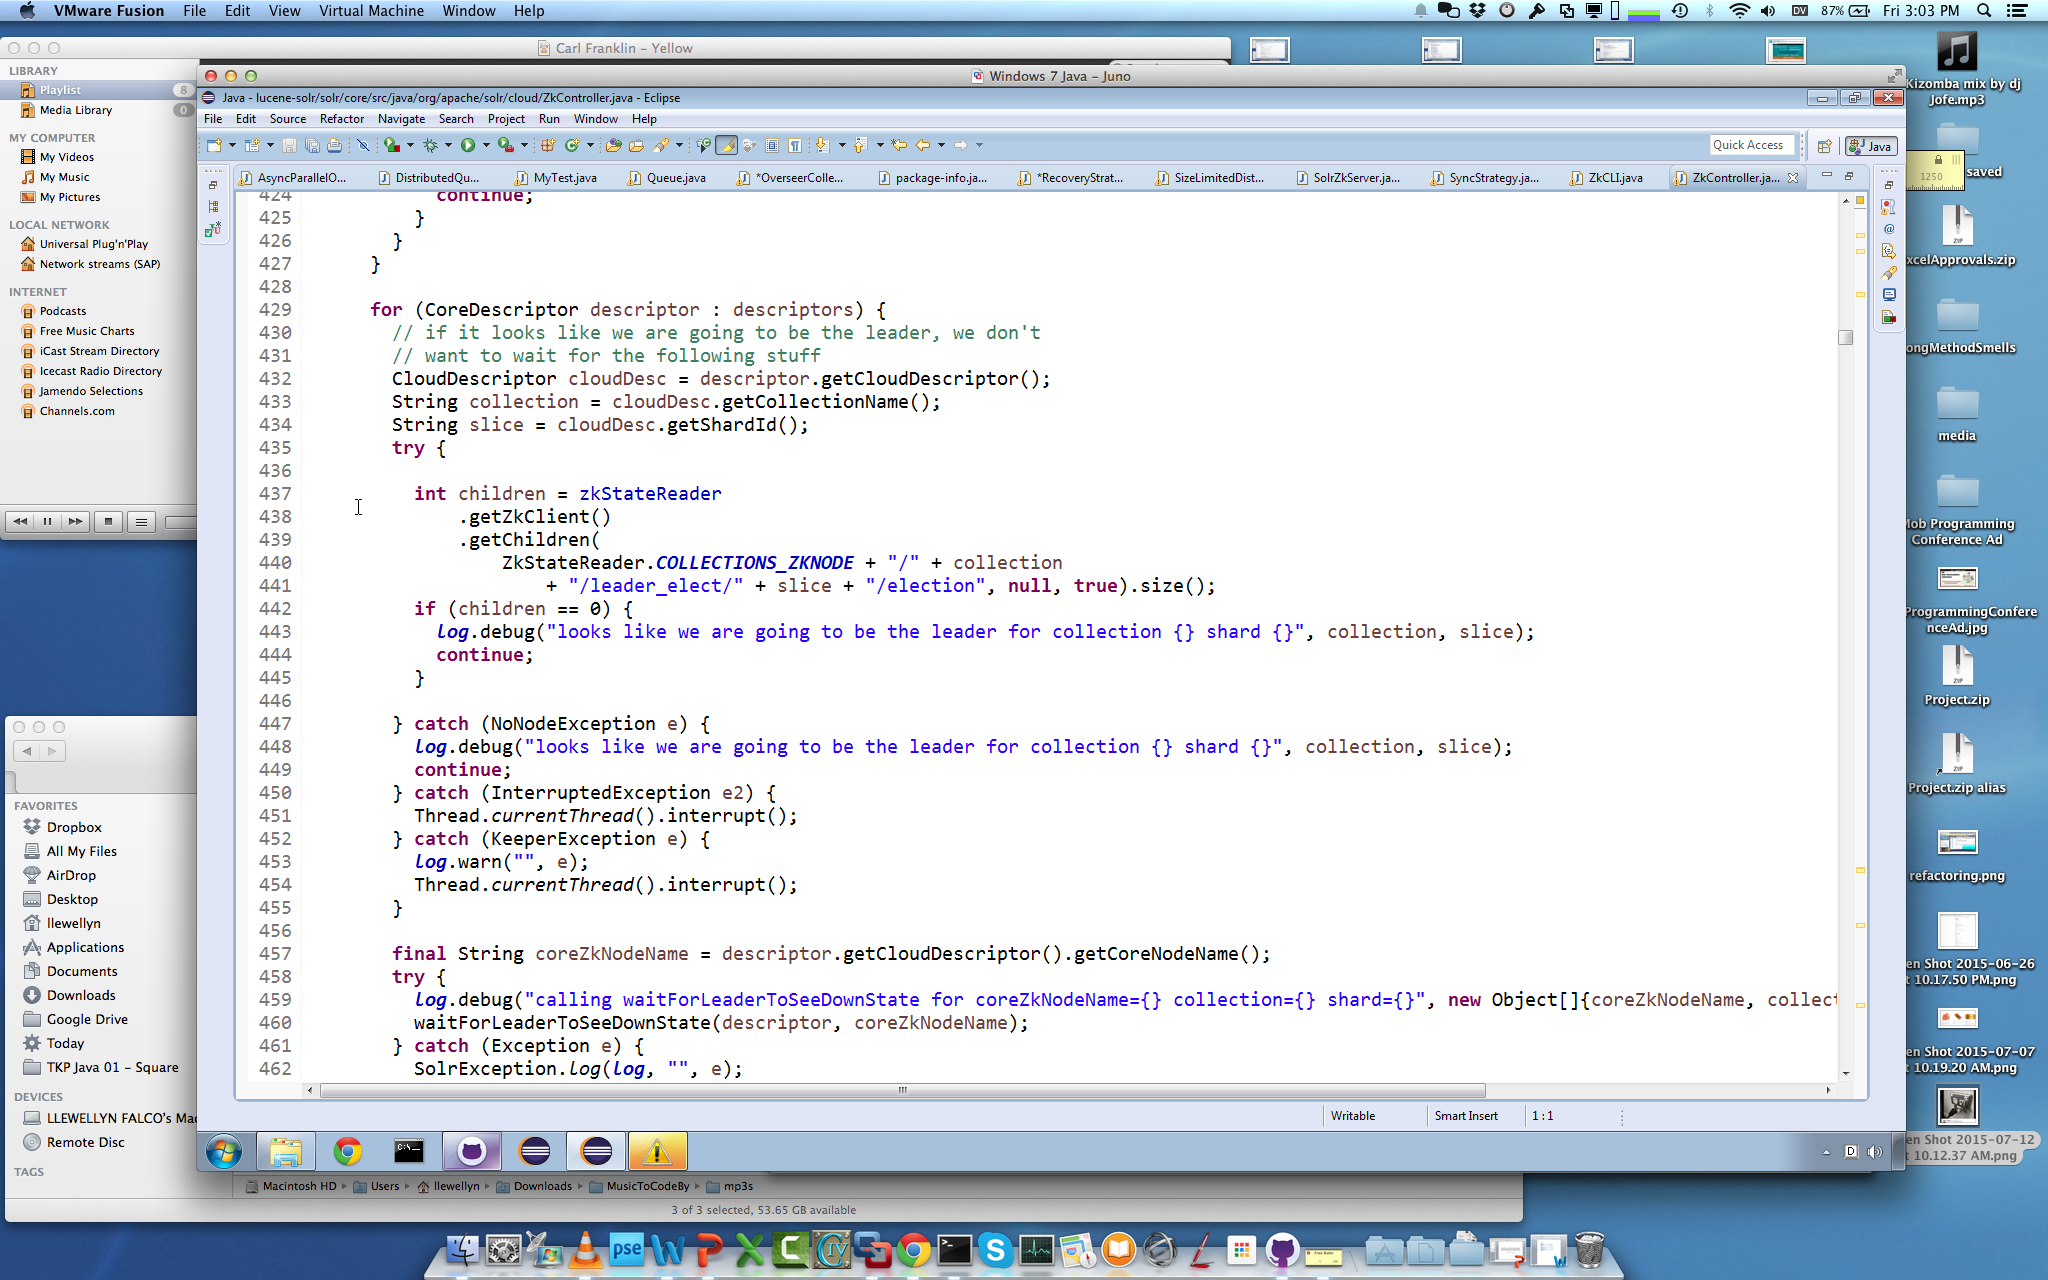 VMware Fusion File Edit View Virtual Machine Window Help
DV 87% Fri 3:03 PM
Carl Franklin – Yellow
LIBRARY
Playlist 8
Media Library 0
MY COMPUTER
My Videos
My Music
My Pictures
LOCAL NETWORK
Universal Plug'n'Play
Network streams (SAP)
INTERNET
Podcasts
Free Music Charts
iCast Stream Directory
Icecast Radio Directory
Jamendo Selections
Channels.com
Windows 7 Java – Juno
Java - lucene-solr/solr/core/src/java/org/apache/solr/cloud/ZkController.java - Eclipse
File Edit Source Refactor Navigate Search Project Run Window Help
Quick Access
Java
AsyncParallelO... DistributedQu... MyTest.java Queue.java *OverseerColle... package-info.ja... *RecoveryStrat... SizeLimitedDist... SolrZkServer.ja... SyncStrategy.ja... ZkCLI.java ZkController.ja...
424 continue;
425 }
426 }
427 }
428
429 for (CoreDescriptor descriptor : descriptors) {
430 // if it looks like we are going to be the leader, we don't
431 // want to wait for the following stuff
432 CloudDescriptor cloudDesc = descriptor.getCloudDescriptor();
433 String collection = cloudDesc.getCollectionName();
434 String slice = cloudDesc.getShardId();
435 try {
436
437 int children = zkStateReader
438 .getZkClient()
439 .getChildren(
440 ZkStateReader.COLLECTIONS_ZKNODE + "/" + collection
441 + "/leader_elect/" + slice + "/election", null, true).size();
442 if (children == 0) {
443 log.debug("looks like we are going to be the leader for collection {} shard {}", collection, slice);
444 continue;
445 }
446
447 } catch (NoNodeException e) {
448 log.debug("looks like we are going to be the leader for collection {} shard {}", collection, slice);
449 continue;
450 } catch (InterruptedException e2) {
451 Thread.currentThread().interrupt();
452 } catch (KeeperException e) {
453 log.warn("", e);
454 Thread.currentThread().interrupt();
455 }
456
457 final String coreZkNodeName = descriptor.getCloudDescriptor().getCoreNodeName();
458 try {
459 log.debug("calling waitForLeaderToSeeDownState for coreZkNodeName={} collection={} shard={}", new Object[]{coreZkNodeName, collect
460 waitForLeaderToSeeDownState(descriptor, coreZkNodeName);
461 } catch (Exception e) {
462 SolrException.log(log, "", e);
Writable Smart Insert 1 : 1
D
FAVORITES
Dropbox
All My Files
AirDrop
Desktop
llewellyn
Applications
Documents
Downloads
Google Drive
Today
TKP Java 01 – Square
DEVICES
LLEWELLYN FALCO's Mac
Remote Disc
TAGS
Macintosh HD Users llewellyn Downloads MusicToCodeBy mp3s
3 of 3 selected, 53.65 GB available
Kizomba mix by dj
Jofe.mp3
saved
1250
ZIP
xcelApprovals.zip
ongMethodSmells
media
Mob Programming
Conference Ad
ProgrammingConfere
nceAd.jpg
ZIP
Project.zip
ZIP
Project.zip alias
refactoring.png
en Shot 2015-06-26
t 10.17.50 PM.png
en Shot 2015-07-07
t 10.19.20 AM.png
en Shot 2015-07-12
t 10.12.37 AM.png
pse